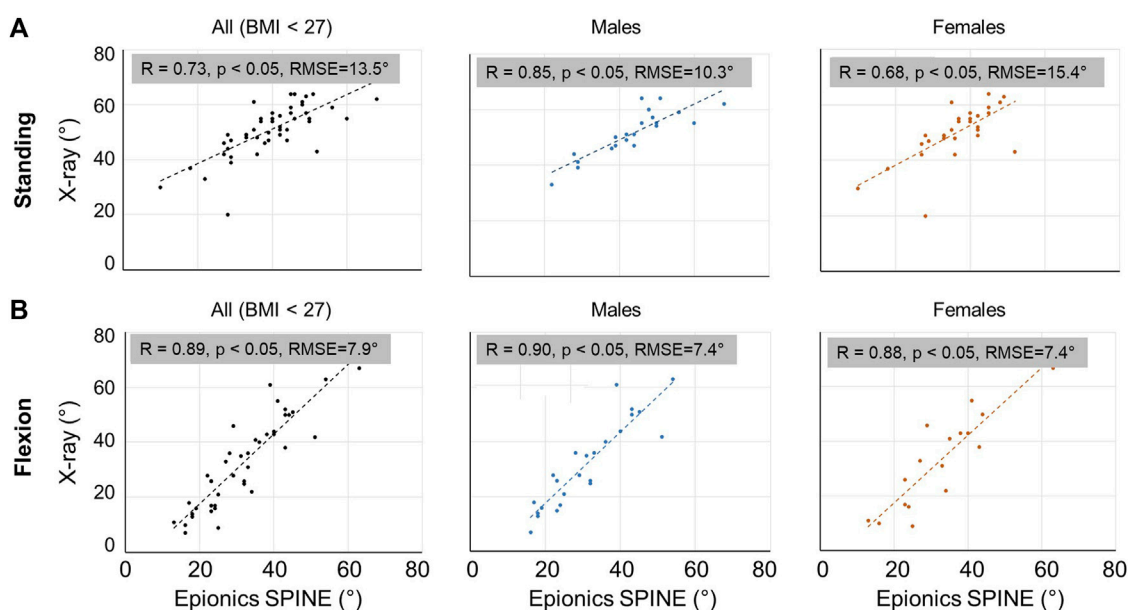 A
All (BMI < 27)
Males
Females
Standing
X-ray (°)
80
60
40
20
0
R = 0.73, p < 0.05, RMSE=13.5°
R = 0.85, p < 0.05, RMSE=10.3°
R = 0.68, p < 0.05, RMSE=15.4°
B
All (BMI < 27)
Males
Females
Flexion
X-ray (°)
80
60
40
20
0
R = 0.89, p < 0.05, RMSE=7.9°
R = 0.90, p < 0.05, RMSE=7.4°
R = 0.88, p < 0.05, RMSE=7.4°
0 20 40 60 80
0 20 40 60 80
0 20 40 60 80
Epionics SPINE (°)
Epionics SPINE (°)
Epionics SPINE (°)